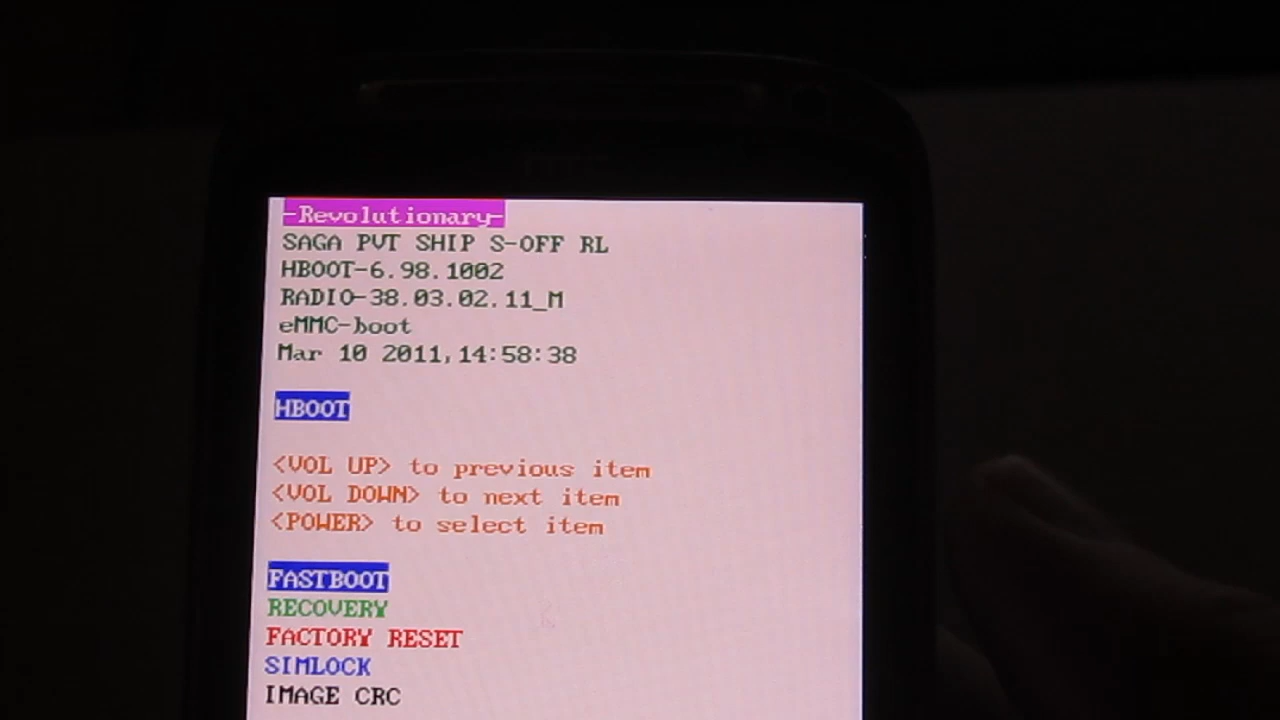 -Revolutionary-
SAGA PVT SHIP S-OFF RL
HBOOT-6.98.1002
RADIO-38.03.02.11_M
eMMC-boot
Mar 10 2011,14:58:38
HBOOT
<VOL UP> to previous item
<VOL DOWN> to next item
<POWER> to select item
FASTBOOT
RECOVERY
FACTORY RESET
SIMLOCK
IMAGE CRC